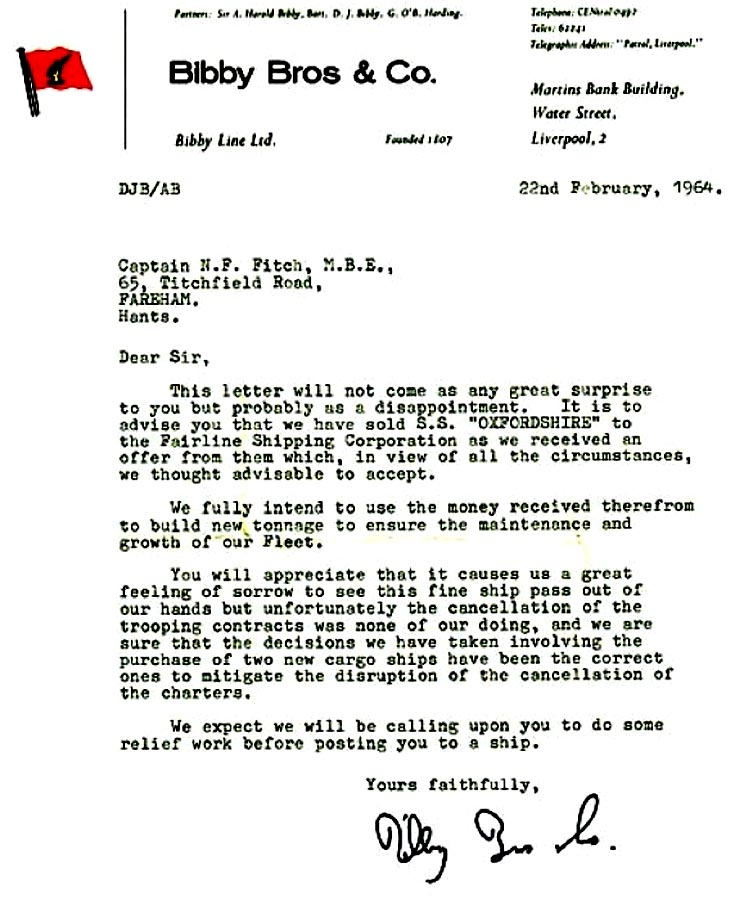 Partners: Sir A. Harold Bibby, Bart, D. J. Bibby, G. O'B. Harding.
Telephone: CENtral 0492
Telex: 62241
Telegraphic Address: "Patrol, Liverpool."
Bibby Bros & Co.
Martins Bank Building,
Water Street,
Liverpool, 2
Bibby Line Ltd. Founded 1807
DJB/AB 22nd February, 1964.
Captain N.F. Fitch, M.B.E.,
65, Titchfield Road,
FAREHAM.
Hants.
Dear Sir,
This letter will not come as any great surprise
to you but probably as a disappointment. It is to
advise you that we have sold S.S. "OXFORDSHIRE" to
the Fairline Shipping Corporation as we received an
offer from them which, in view of all the circumstances,
we thought advisable to accept.
We fully intend to use the money received therefrom
to build new tonnage to ensure the maintenance and
growth of our Fleet.
You will appreciate that it causes us a great
feeling of sorrow to see this fine ship pass out of
our hands but unfortunately the cancellation of the
trooping contracts was none of our doing, and we are
sure that the decisions we have taken involving the
purchase of two new cargo ships have been the correct
ones to mitigate the disruption of the cancellation of
the charters.
We expect we will be calling upon you to do some
relief work before posting you to a ship.
Yours faithfully,
Bibby Bros &amp; Co.